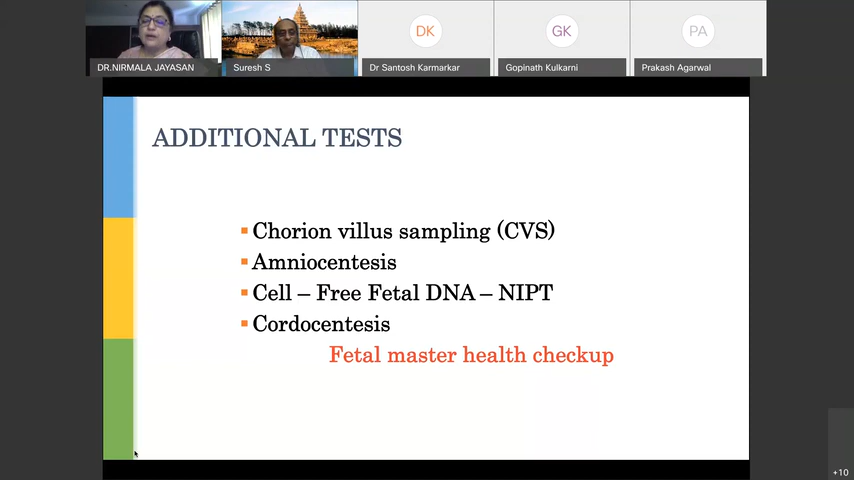 DK
GK
PA
DR.NIRMALA JAYASAN
Suresh S
Dr Santosh Karmarkar
Gopinath Kulkarni
Prakash Agarwal
ADDITIONAL TESTS
Chorion villus sampling (CVS)
Amniocentesis
Cell – Free Fetal DNA – NIPT
Cordocentesis
Fetal master health checkup
+10